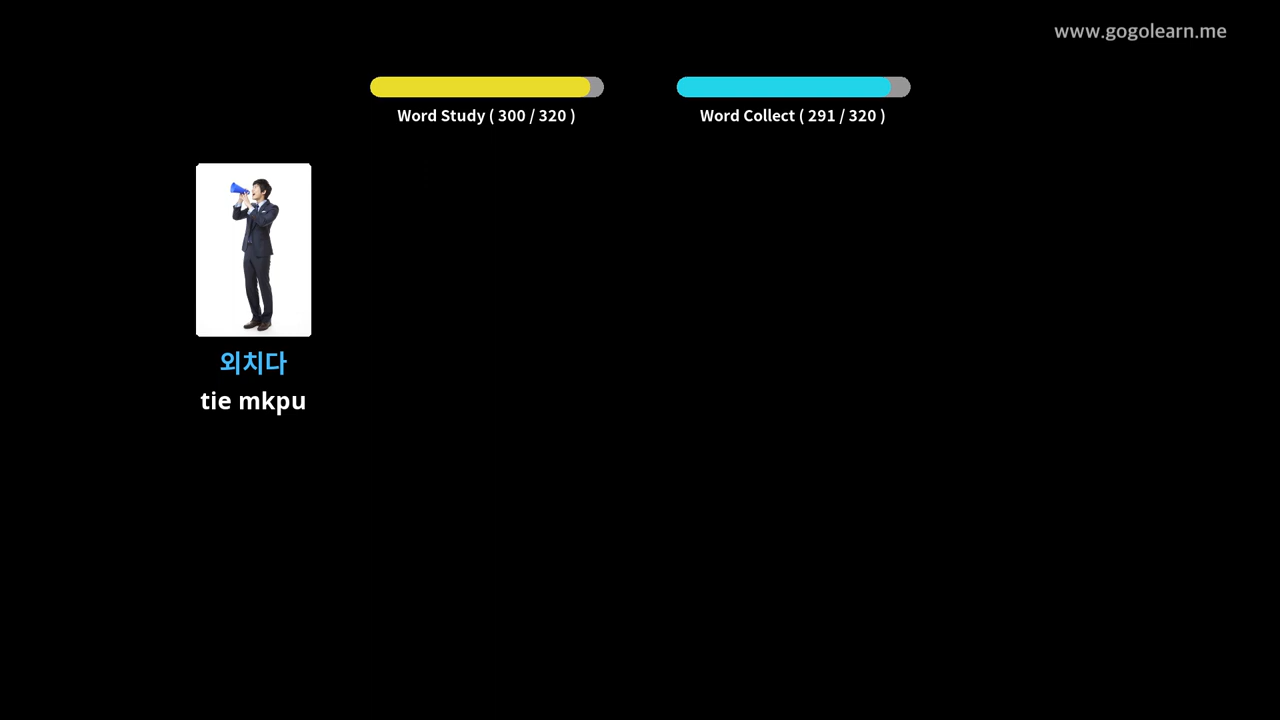 www.gogolearn.me
Word Study ( 300 / 320 )
Word Collect ( 291 / 320 )
외치다
tie mkpu